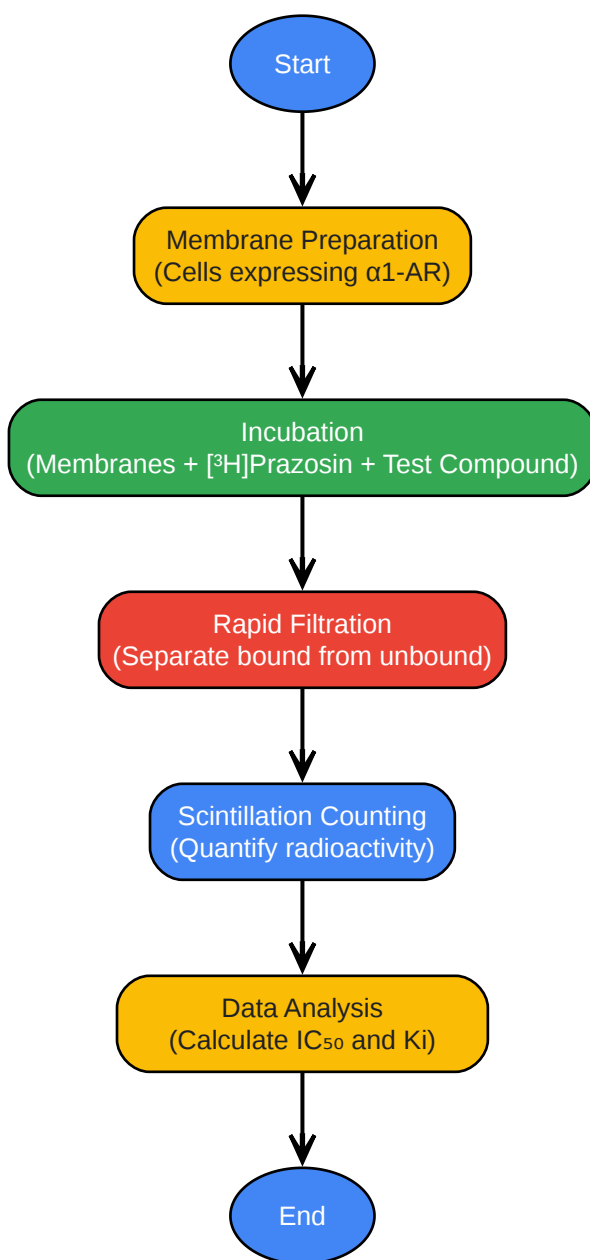 Start
Membrane Preparation
(Cells expressing α1-AR)
Incubation
(Membranes + [³H]Prazosin + Test Compound)
Rapid Filtration
(Separate bound from unbound)
Scintillation Counting
(Quantify radioactivity)
Data Analysis
(Calculate IC₅₀ and Ki)
End